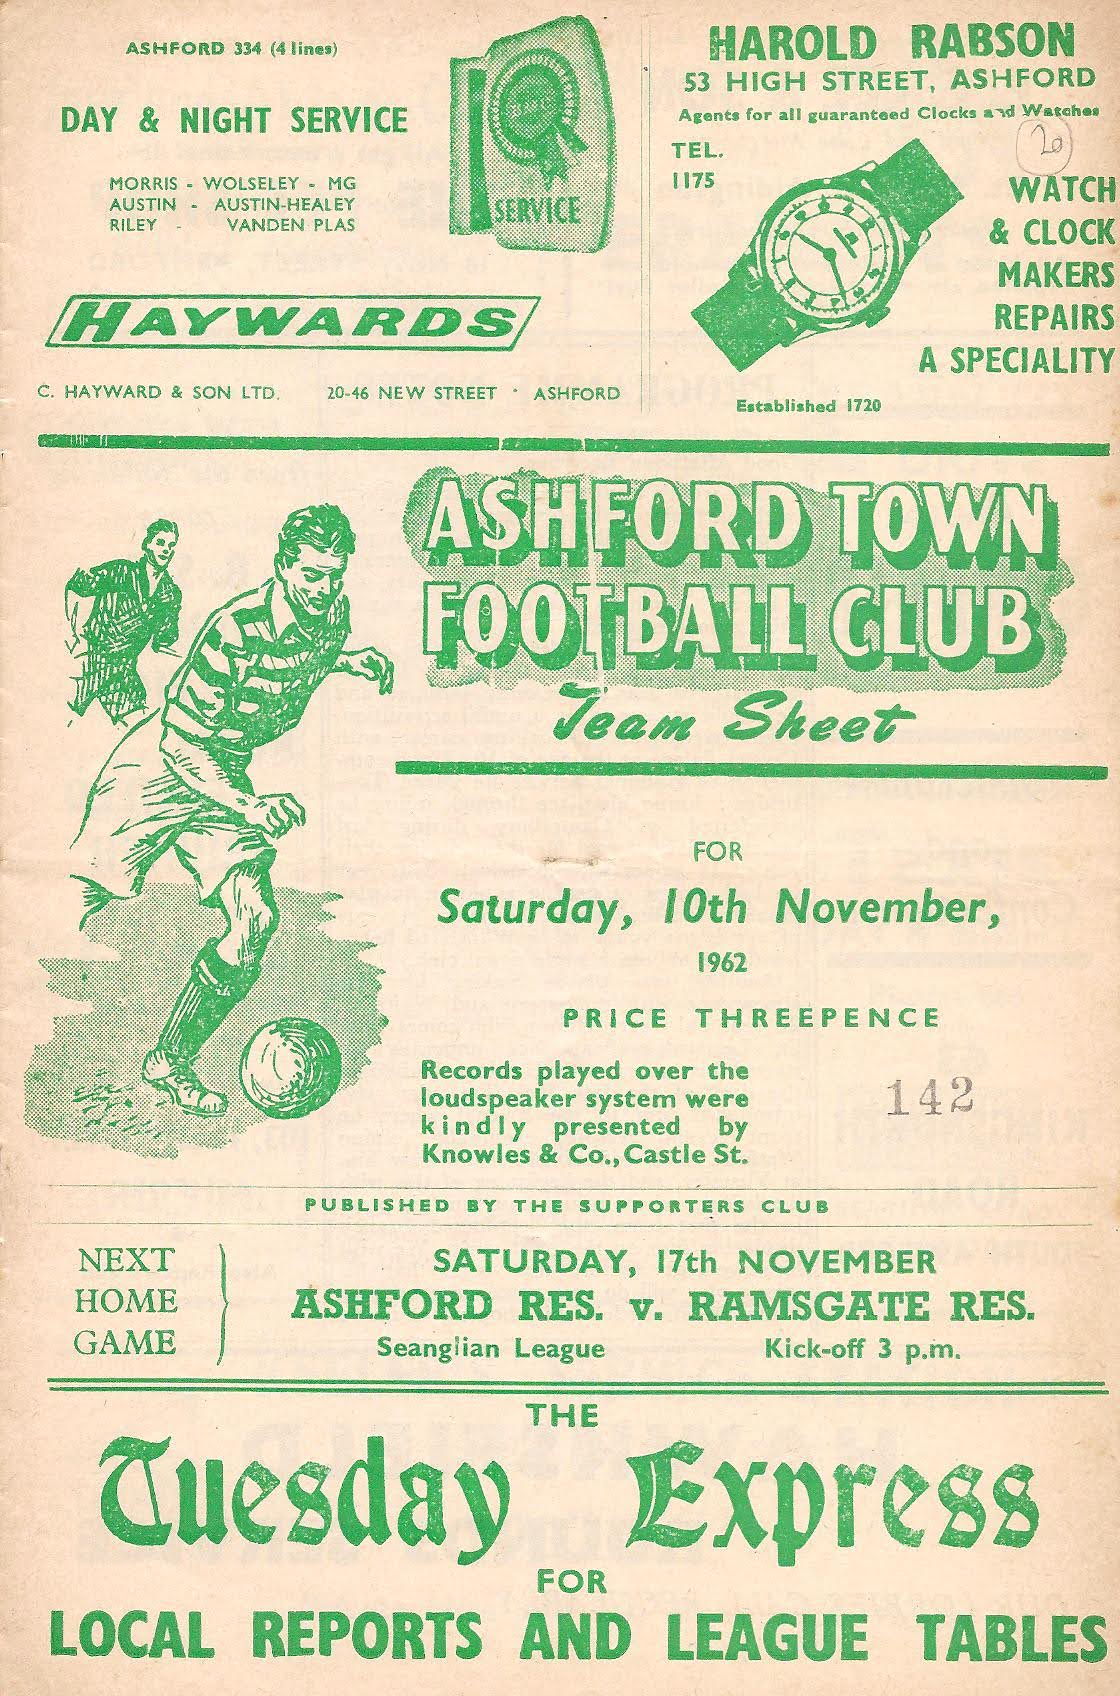 ASHFORD 334 (4 lines)
DAY & NIGHT SERVICE
MORRIS - WOLSELEY - MG
AUSTIN - AUSTIN-HEALEY
RILEY - VANDEN PLAS
BMC
SERVICE
HAYWARDS
C. HAYWARD & SON LTD. 20-46 NEW STREET · ASHFORD
HAROLD RABSON
53 HIGH STREET, ASHFORD
Agents for all guaranteed Clocks and Watches
20
TEL.
1175
WATCH
& CLOCK
MAKERS
REPAIRS
A SPECIALITY
Established 1720
ASHFORD TOWN
FOOTBALL CLUB
Team Sheet
FOR
Saturday, 10th November,
1962
PRICE THREEPENCE
Records played over the
loudspeaker system were
kindly presented by
Knowles & Co., Castle St.
142
PUBLISHED BY THE SUPPORTERS CLUB
NEXT
HOME
GAME
SATURDAY, 17th NOVEMBER
ASHFORD RES. v. RAMSGATE RES.
Seanglian League Kick-off 3 p.m.
THE
Tuesday Express
FOR
LOCAL REPORTS AND LEAGUE TABLES